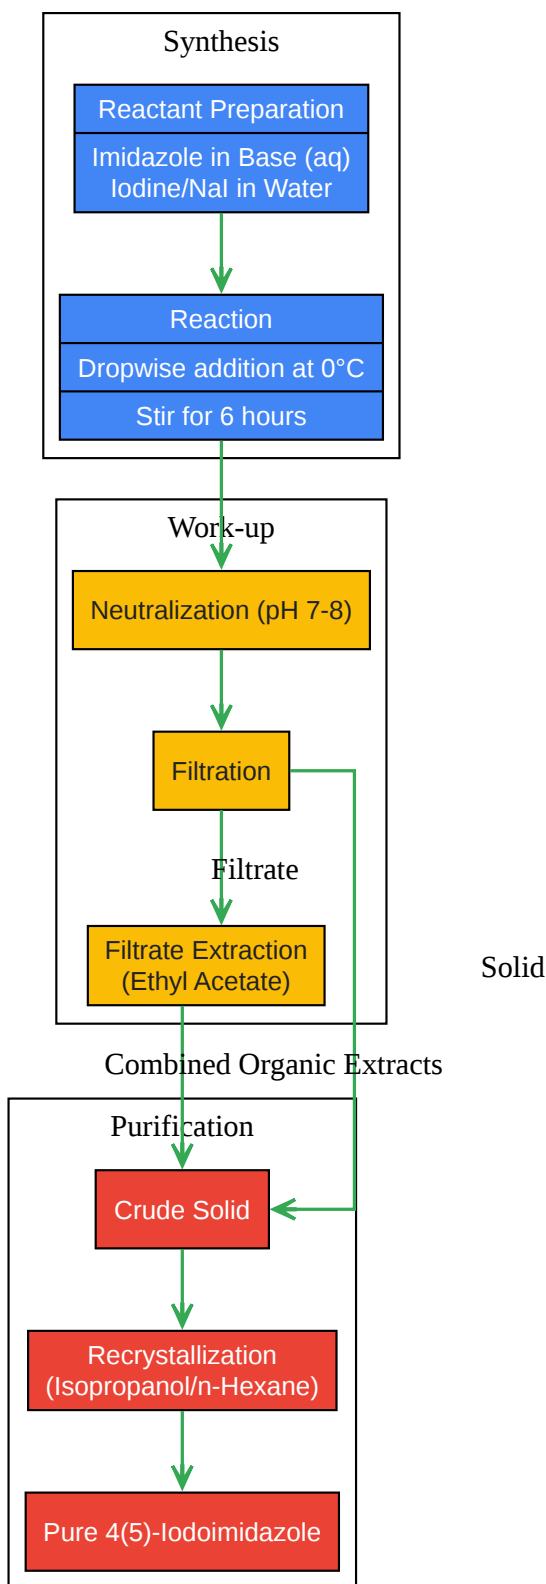 Synthesis
Reactant Preparation
Imidazole in Base (aq)
Iodine/NaI in Water
Reaction
Dropwise addition at 0°C
Stir for 6 hours
Work-up
Neutralization (pH 7-8)
Filtration
Filtrate
Filtrate Extraction
(Ethyl Acetate)
Solid
Combined Organic Extracts
Purification
Crude Solid
Recrystallization
(Isopropanol/n-Hexane)
Pure 4(5)-Iodoimidazole